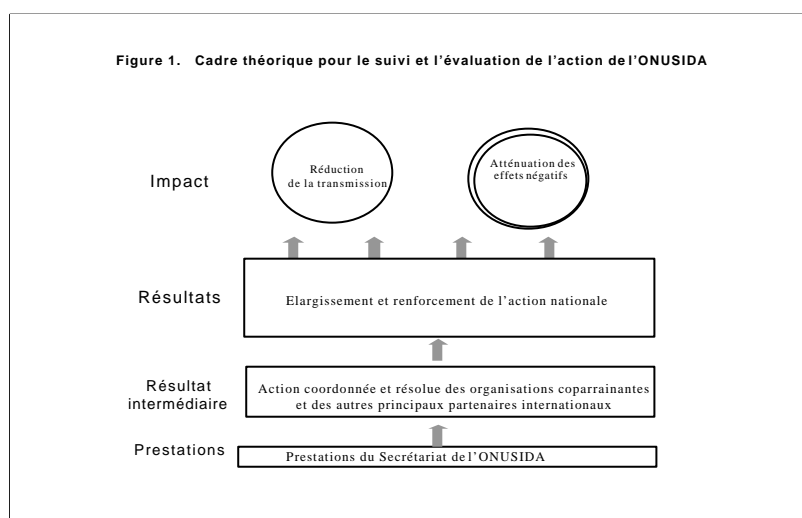 Figure 1. Cadre théorique pour le suivi et l'évaluation de l'action de l'ONUSIDA
Impact
Réduction
de la transmission
Atténuation des
effets négatifs
Résultats
Elargissement et renforcement de l'action nationale
Résultat
intermédiaire
Action coordonnée et résolue des organisations coparrainantes
et des autres principaux partenaires internationaux
Prestations
Prestations du Secrétariat de l'ONUSIDA